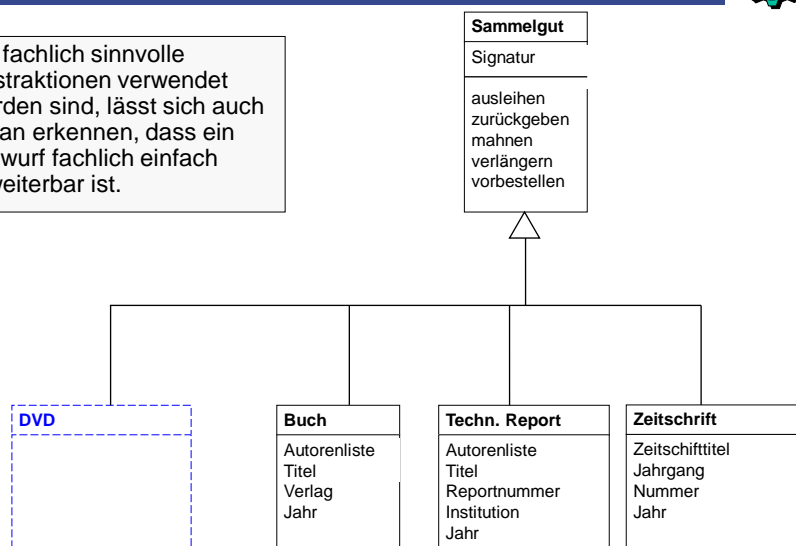 fachlich sinnvolle
straktionen verwendet
rden sind, lässt sich auch
an erkennen, dass ein
wurf fachlich einfach
weiterbar ist.
Sammelgut
Signatur
ausleihen
zurückgeben
mahnen
verlängern
vorbestellen
DVD
Buch
Autorenliste
Titel
Verlag
Jahr
Techn. Report
Autorenliste
Titel
Reportnummer
Institution
Jahr
Zeitschrift
Zeitschifttitel
Jahrgang
Nummer
Jahr